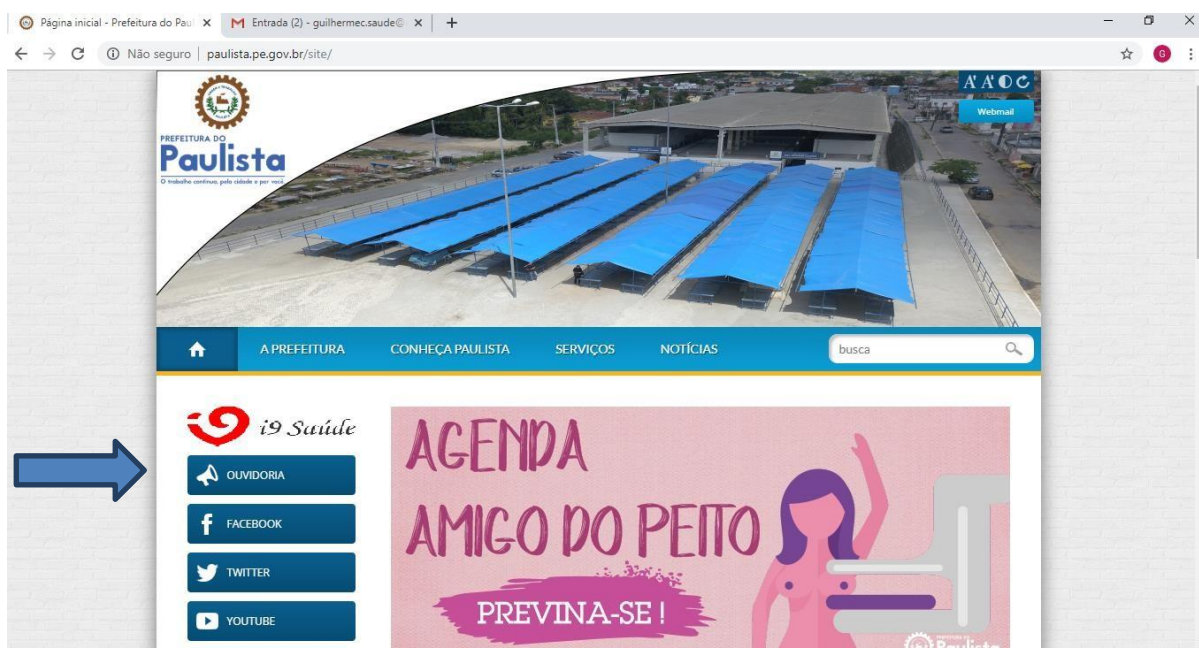 Página inicial - Prefeitura do Pau
Entrada (2) - guilhermec.saude@
Não seguro | paulista.pe.gov.br/site/
G
A A
Webmail
PREFEITURA DO
Paulista
O trabalho continua, pela cidade e por você
A PREFEITURA CONHEÇA PAULISTA SERVIÇOS NOTÍCIAS busca
i9 Saúde
OUVIDORIA
FACEBOOK
TWITTER
YOUTUBE
AGENDA
AMIGO DO PEITO
PREVINA-SE !
Paulista